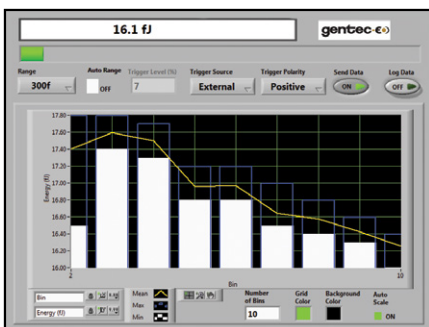 16.1 fJ
gentec-eo
Range
Auto Range
Trigger Level (%)
Trigger Source
Trigger Polarity
Send Data
Log Data
300f
OFF
7
External
Positive
ON
OFF
Energy (fJ)
17.80
17.60
17.40
17.20
17.00
16.80
16.60
16.40
16.20
16.00
2
10
Bin
Bin
Energy (fJ)
Mean
Max
Min
Number
of Bins
10
Grid
Color
Background
Color
Auto
Scale
ON